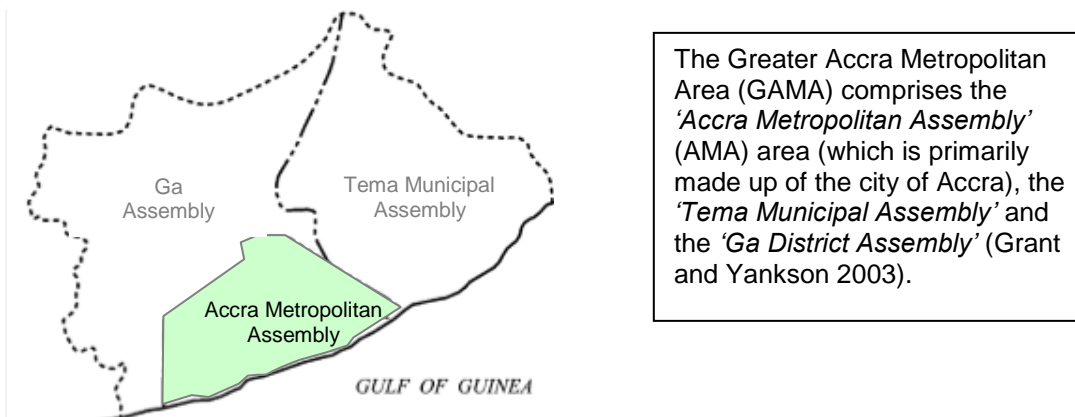 Ga
Assembly
Tema Municipal
Assembly
Accra Metropolitan
Assembly
GULF OF GUINEA
The Greater Accra Metropolitan
Area (GAMA) comprises the
‘Accra Metropolitan Assembly’
(AMA) area (which is primarily
made up of the city of Accra), the
‘Tema Municipal Assembly’ and
the ‘Ga District Assembly’ (Grant
and Yankson 2003).